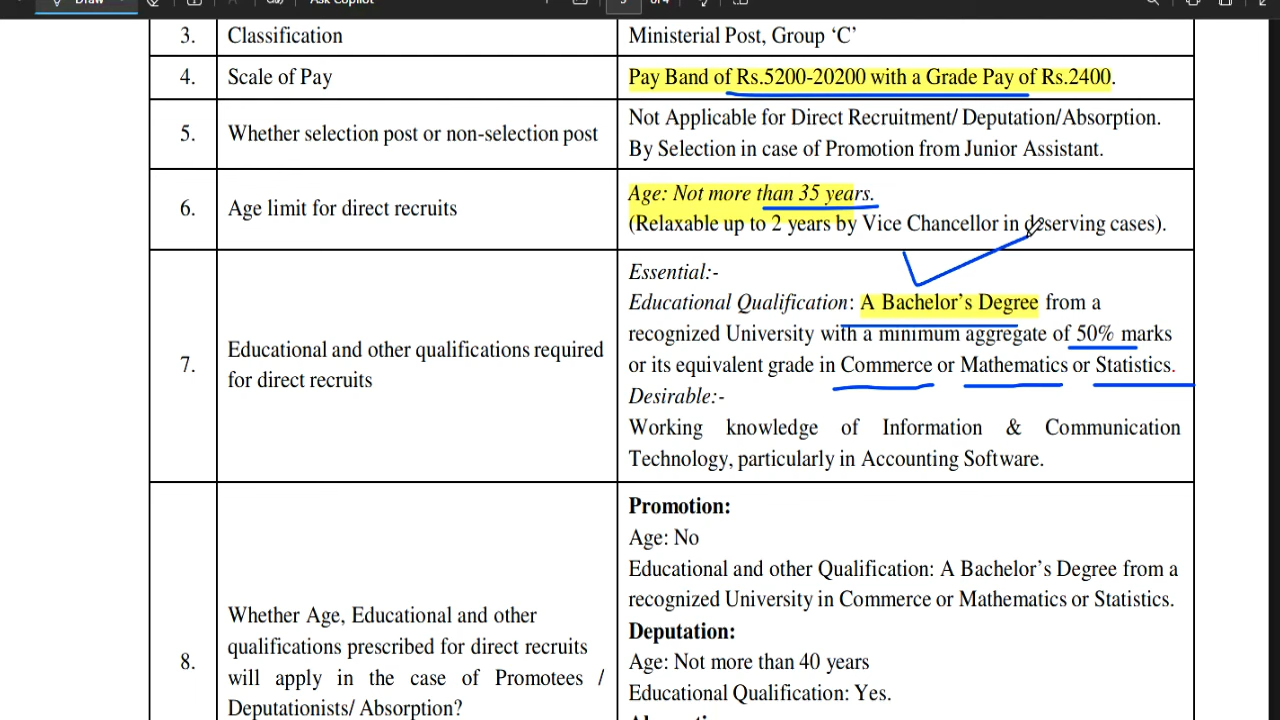 Draw
Ask Copilot
of 4
3.
Classification
Ministerial Post, Group ‘C’
4.
Scale of Pay
Pay Band of Rs.5200-20200 with a Grade Pay of Rs.2400.
5.
Whether selection post or non-selection post
Not Applicable for Direct Recruitment/ Deputation/Absorption.
By Selection in case of Promotion from Junior Assistant.
6.
Age limit for direct recruits
Age: Not more than 35 years.
(Relaxable up to 2 years by Vice Chancellor in deserving cases).
7.
Educational and other qualifications required
for direct recruits
Essential:-
Educational Qualification: A Bachelor’s Degree from a
recognized University with a minimum aggregate of 50% marks
or its equivalent grade in Commerce or Mathematics or Statistics.
Desirable:-
Working knowledge of Information & Communication
Technology, particularly in Accounting Software.
8.
Whether Age, Educational and other
qualifications prescribed for direct recruits
will apply in the case of Promotees /
Deputationists/ Absorption?
Promotion:
Age: No
Educational and other Qualification: A Bachelor’s Degree from a
recognized University in Commerce or Mathematics or Statistics.
Deputation:
Age: Not more than 40 years
Educational Qualification: Yes.